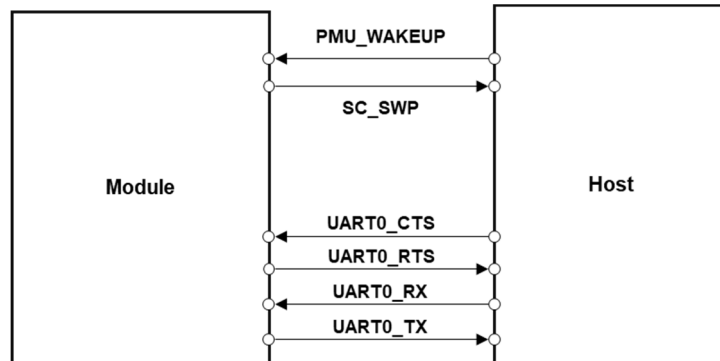 PMU_WAKEUP
SC_SWP
Module
Host
UART0_CTS
UART0_RTS
UART0_RX
UART0_TX